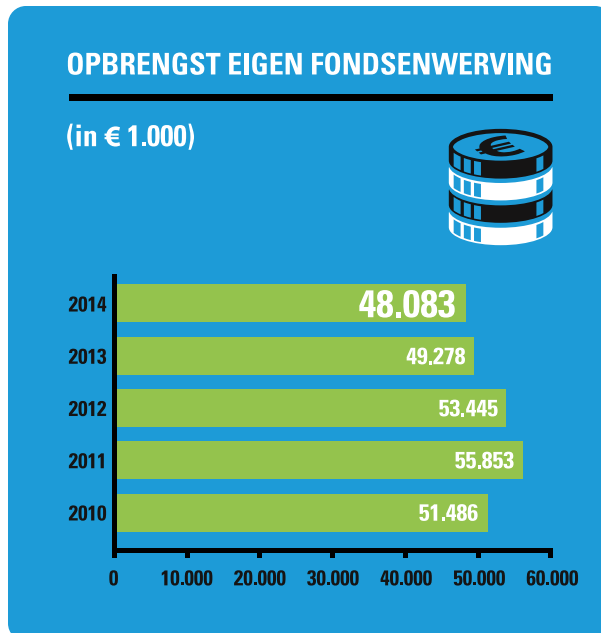 OPBRENGST EIGEN FONDSENWERVING
(in € 1.000)
€
2014 48.083
2013 49.278
2012 53.445
2011 55.853
2010 51.486
0 10.000 20.000 30.000 40.000 50.000 60.000